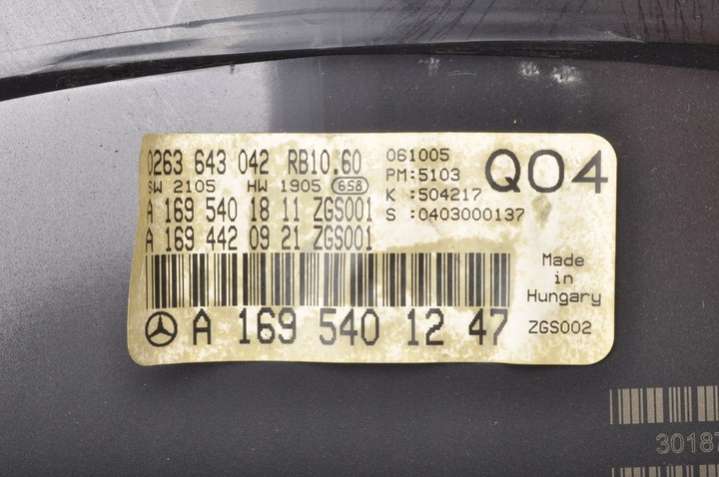 0263 643 042 RB10.60
SW 2105 HW 1905 658
A 169 540 18 11 ZGS001
A 169 442 09 21 ZGS001
061005
PM:5103
K :504217
S :0403000137
Q04
Made
in
Hungary
ZGS002
A 169 540 12 47